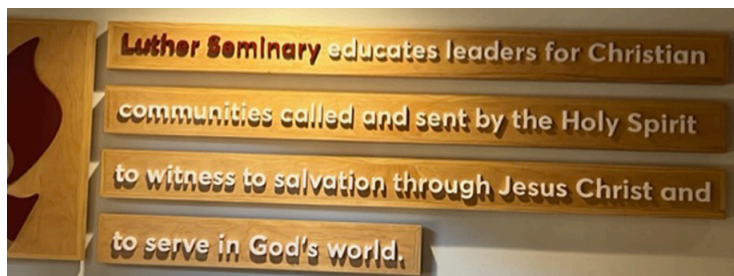 Luther Seminary educates leaders for Christian
communities called and sent by the Holy Spirit
to witness to salvation through Jesus Christ and
to serve in God's world.